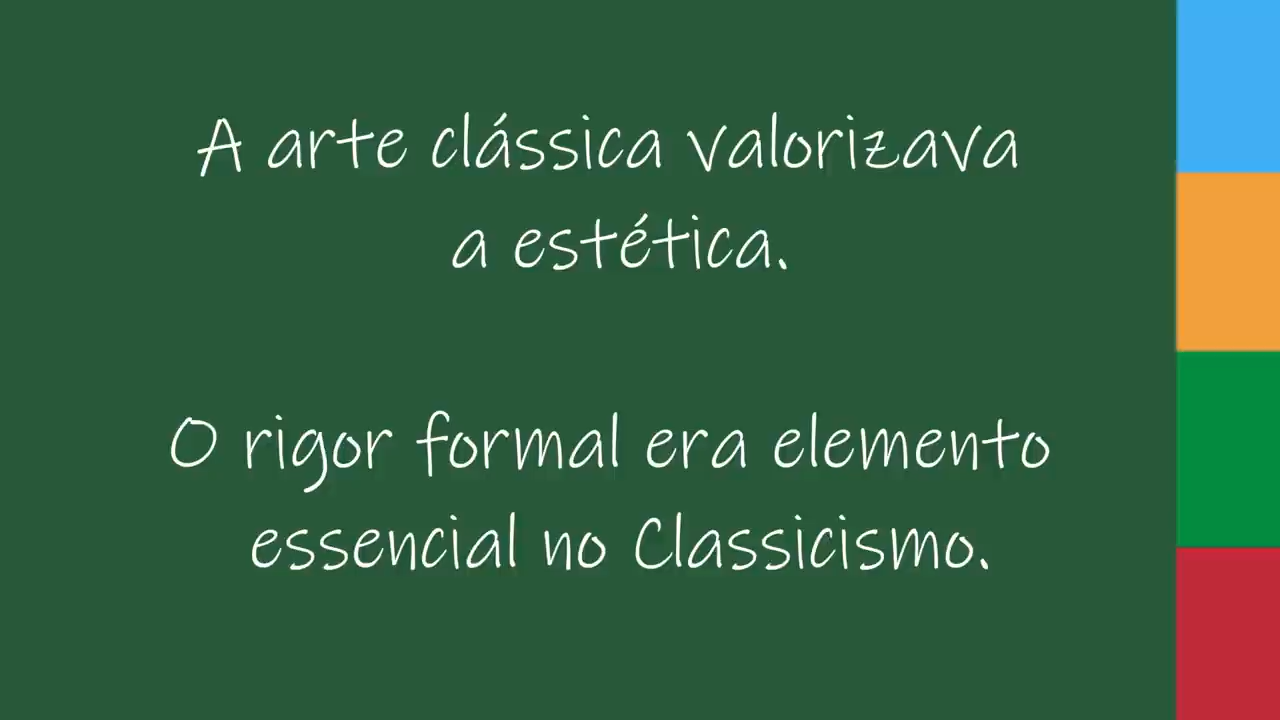 A arte clássica valorizava
a estética.
O rigor formal era elemento
essencial no Classicismo.